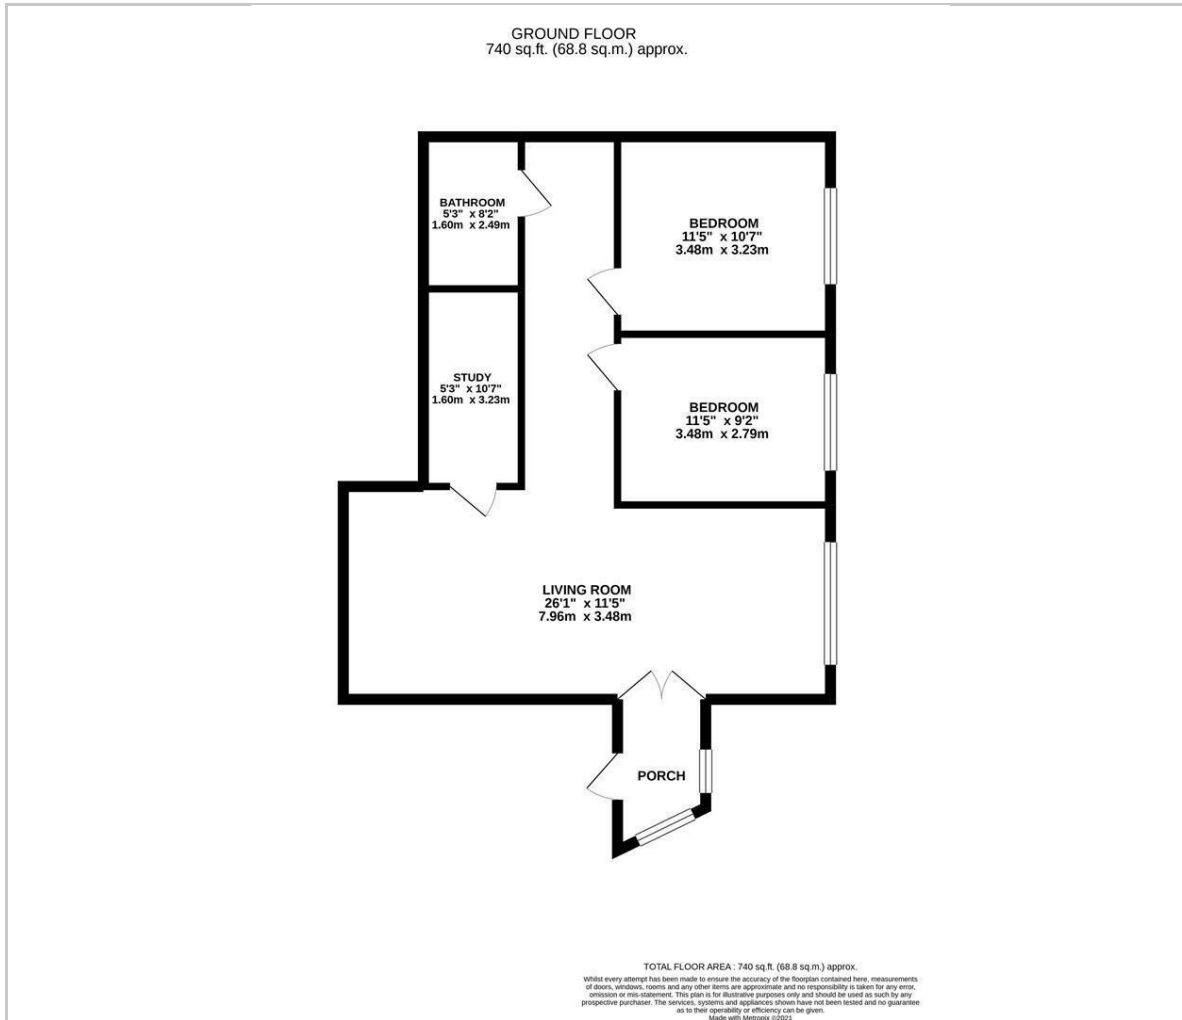 GROUND FLOOR
740 sq.ft. (68.8 sq.m.) approx.
BATHROOM
5'3" x 8'2"
1.60m x 2.49m
BEDROOM
11'5" x 10'7"
3.48m x 3.23m
STUDY
5'3" x 10'7"
1.60m x 3.23m
BEDROOM
11'5" x 9'2"
3.48m x 2.79m
LIVING ROOM
26'1" x 11'5"
7.96m x 3.48m
PORCH
TOTAL FLOOR AREA : 740 sq.ft. (68.8 sq.m.) approx.
Whilst every attempt has been made to ensure the accuracy of the floorplan contained here, measurements
of doors, windows, rooms and any other items are approximate and no responsibility is taken for any error,
omission or mis-statement. This plan is for illustrative purposes only and should be used as such by any
prospective purchaser. The services, systems and appliances shown have not been tested and no guarantee
as to their operability or efficiency can be given.
Made with Metropix ©2021